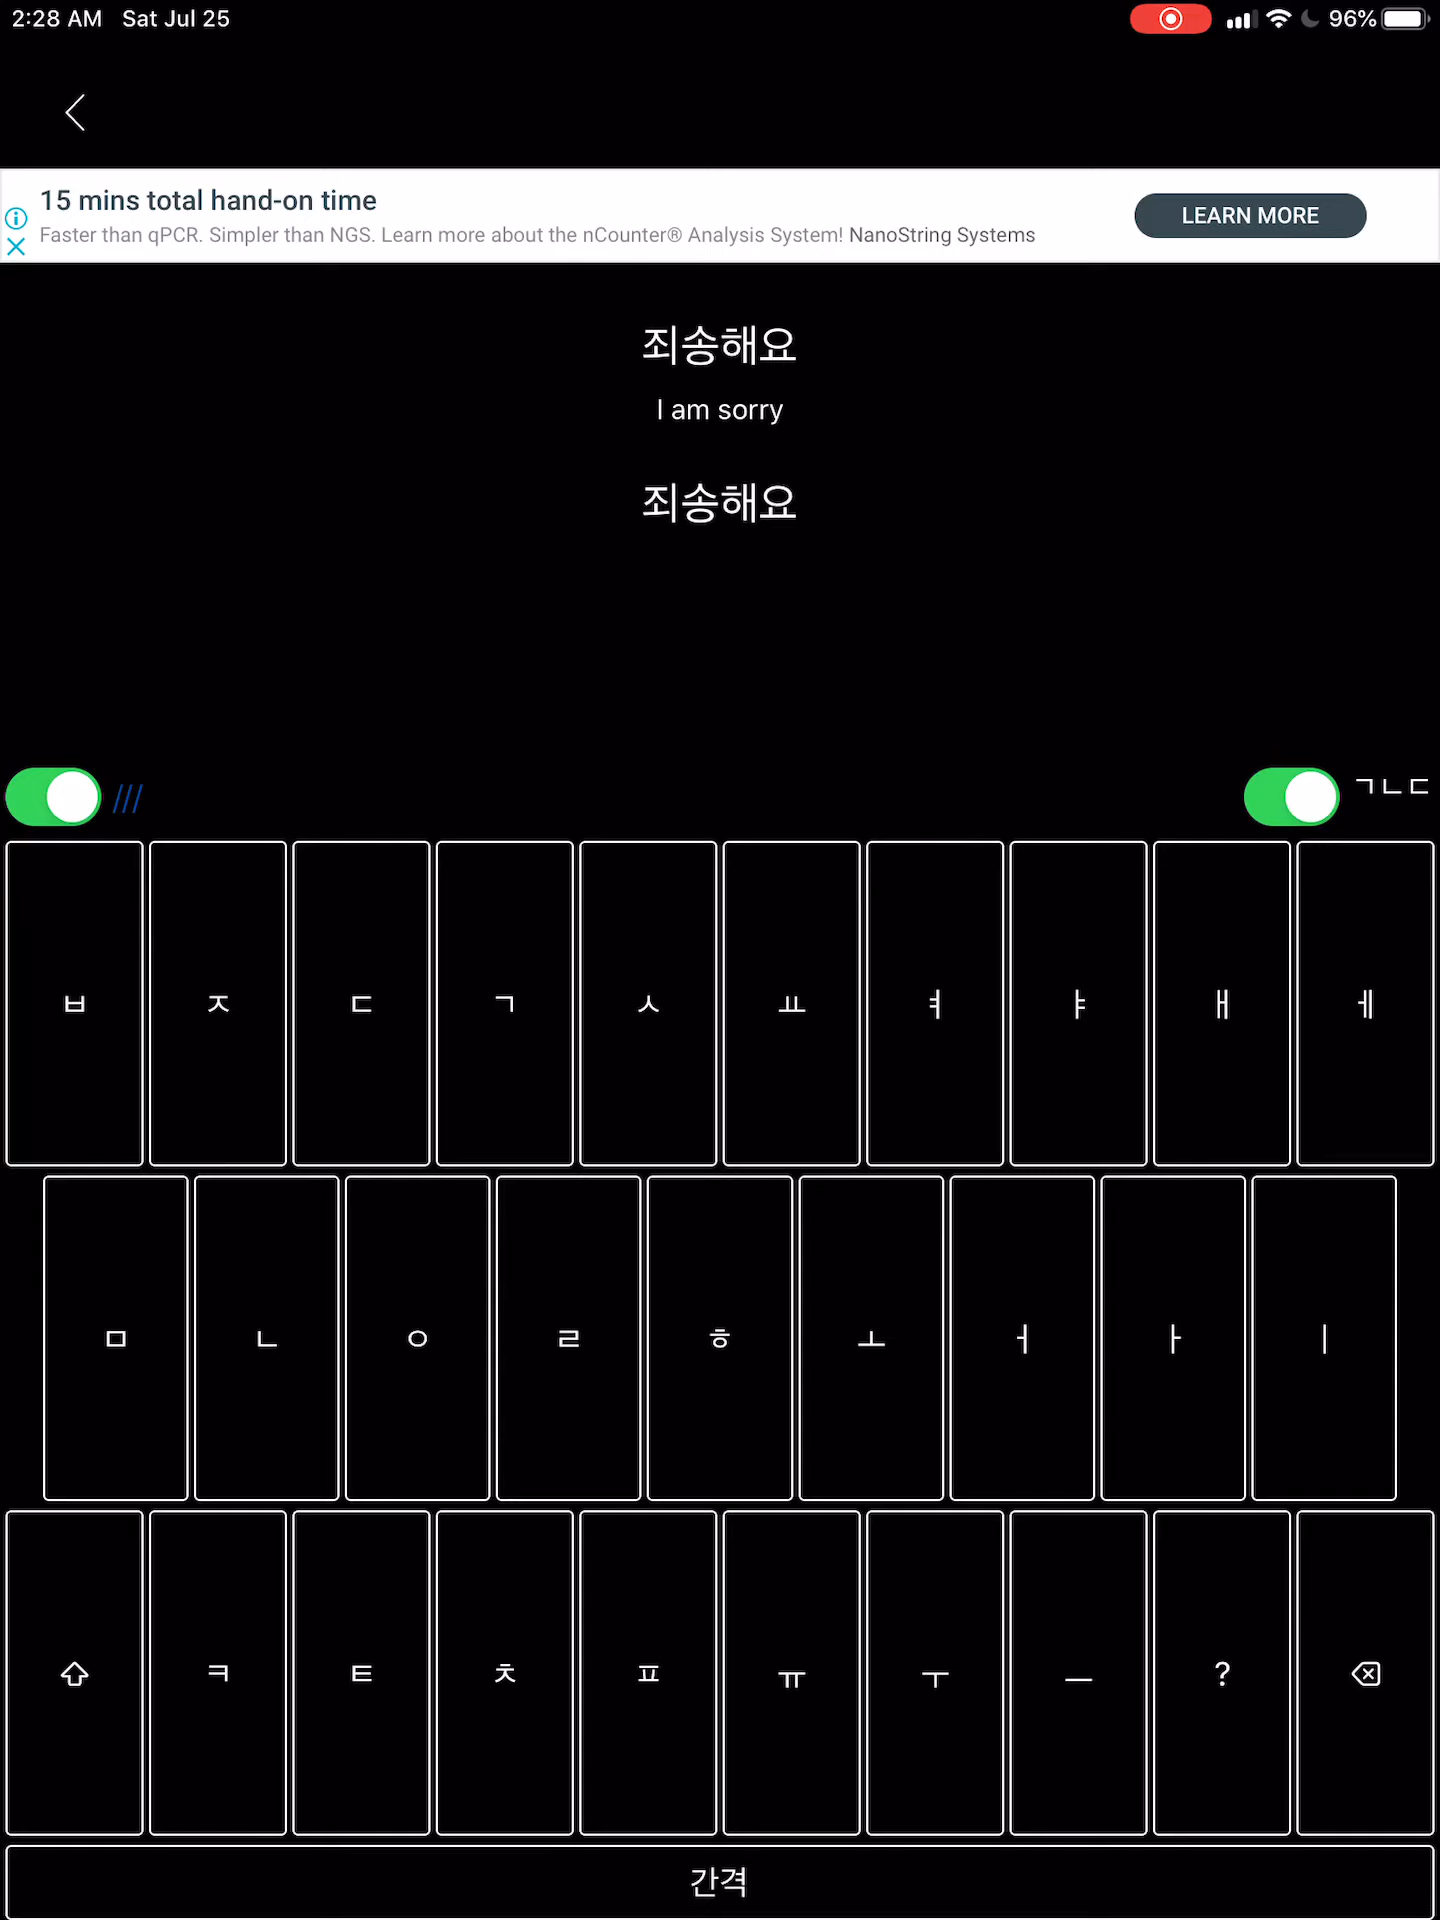 2:28 AM Sat Jul 25 96%
15 mins total hand-on time
Faster than qPCR. Simpler than NGS. Learn more about the nCounter® Analysis System! NanoString Systems
LEARN MORE
죄송해요
I am sorry
죄송해요
/// ㄱㄴㄷ
ㅂ ㅈ ㄷ ㄱ ㅅ ㅛ ㅕ ㅑ ㅐ ㅔ
ㅁ ㄴ ㅇ ㄹ ㅎ ㅗ ㅓ ㅏ ㅣ
ㅋ ㅌ ㅊ ㅍ ㅠ ㅜ ㅡ ?
간격